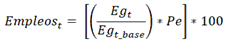 Empleos_t = [(Eg_t / Eg_t_base) * Pe] * 100